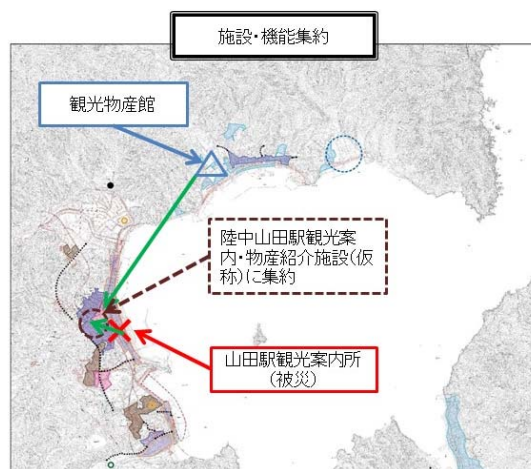 施設・機能集約
観光物産館
陸中山田駅観光案
内・物産紹介施設(仮
称)に集約
山田駅観光案内所
(被災)